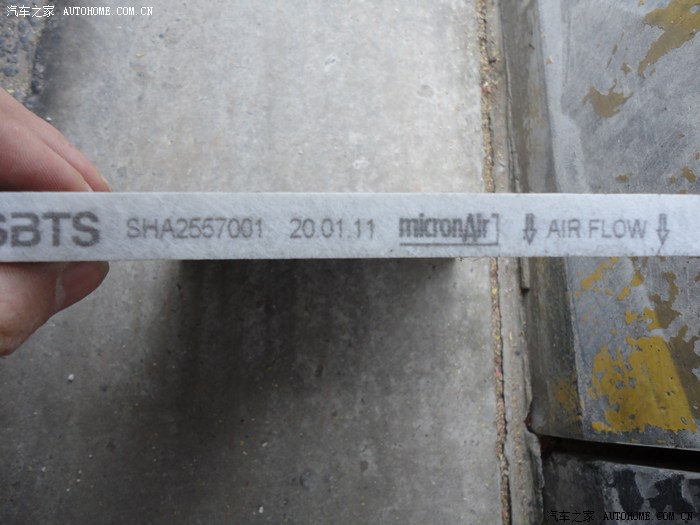 汽车之家 AUTOHOME.COM.CN
SBTS SHA2557001 20.01.11 micronAir AIR FLOW
汽车之家 AUTOHOME.COM.CN